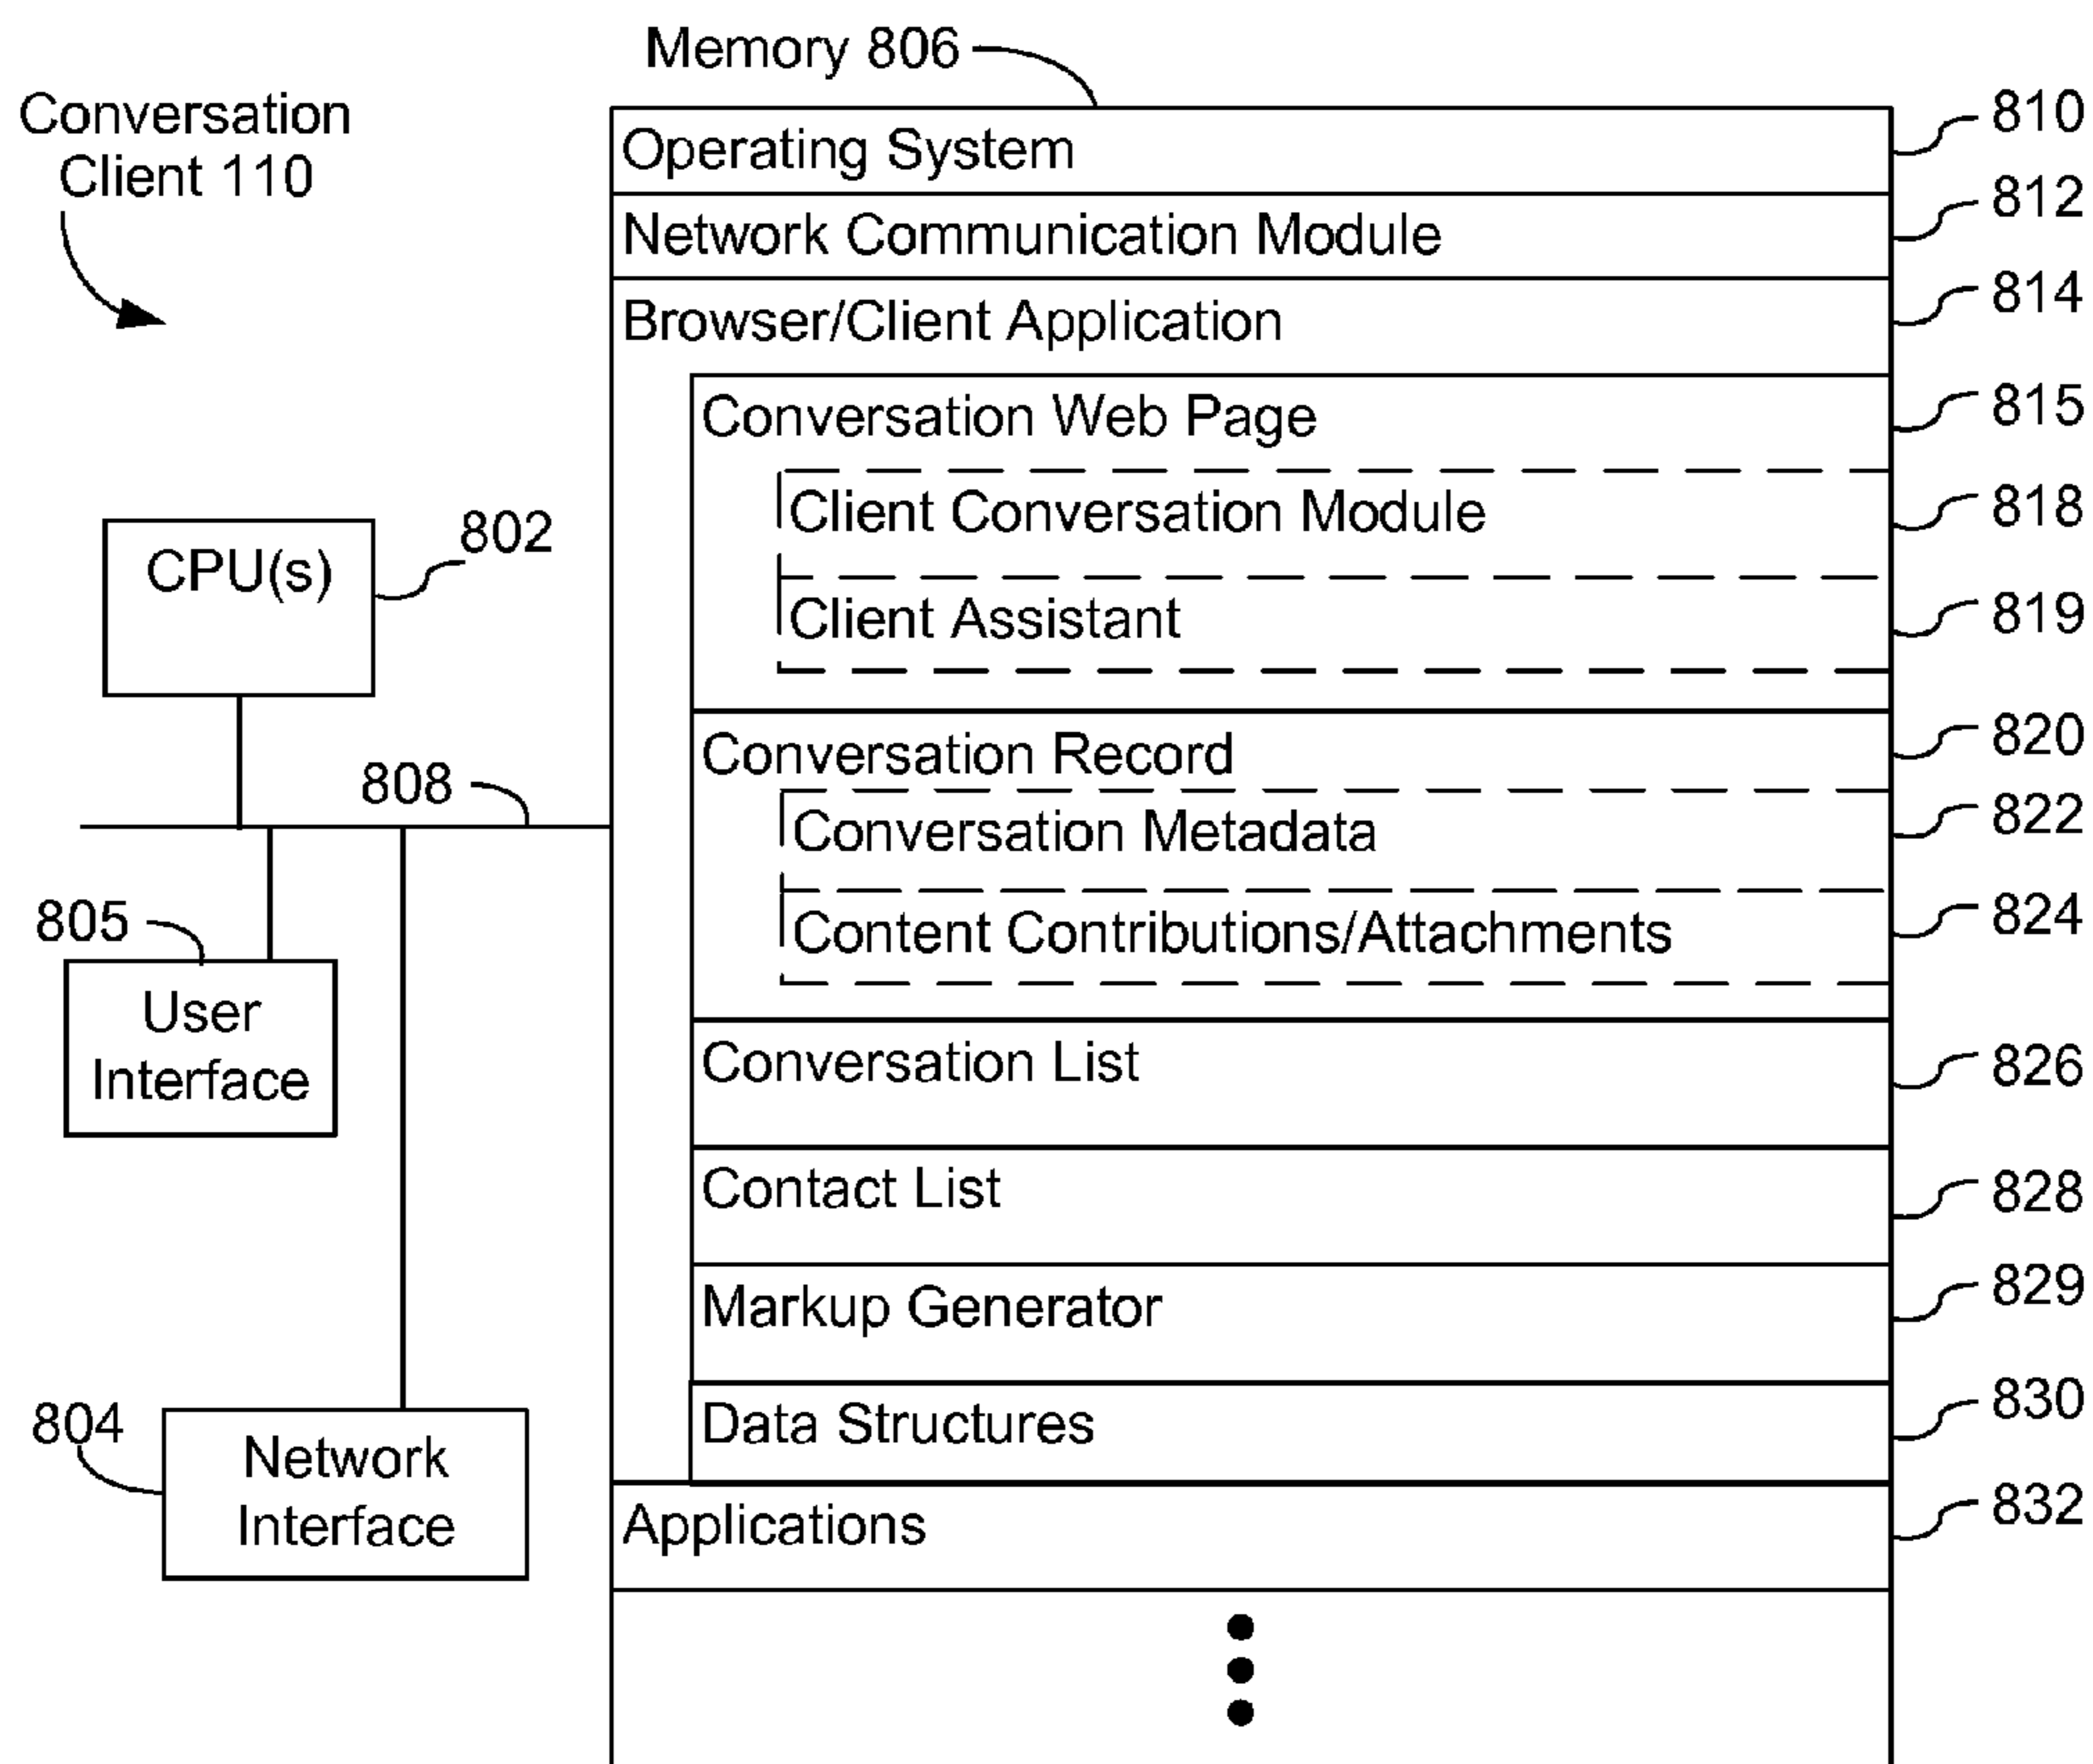 Memory 806
Conversation
Client 110
Operating System
810
Network Communication Module
812
Browser/Client Application
814
Conversation Web Page
815
Client Conversation Module
818
Client Assistant
819
Conversation Record
820
Conversation Metadata
822
Content Contributions/Attachments
824
Conversation List
826
Contact List
828
Markup Generator
829
Data Structures
830
Applications
832
CPU(s)
802
808
805
User
Interface
804
Network
Interface